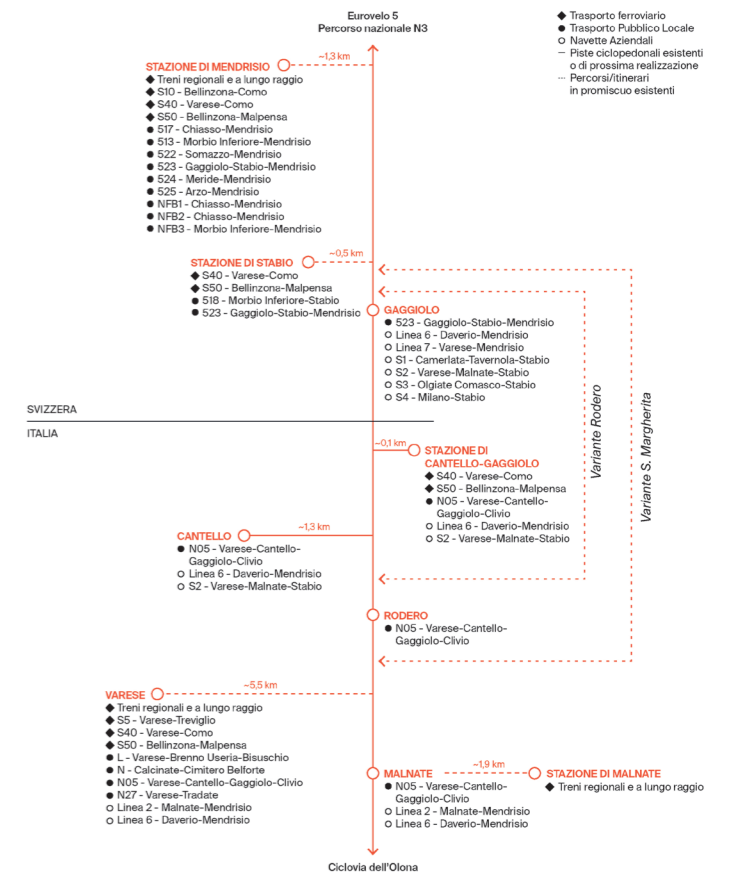 Eurovelo 5
Percorso nazionale N3
◆ Trasporto ferroviario
● Trasporto Pubblico Locale
○ Navette Aziendali
— Piste ciclopedonali esistenti
o di prossima realizzazione
··· Percorsi/itinerari
in promiscuo esistenti
~1,3 km
STAZIONE DI MENDRISIO
◆ Treni regionali e a lungo raggio
◆ S10 - Bellinzona-Como
◆ S40 - Varese-Como
◆ S50 - Bellinzona-Malpensa
● 517 - Chiasso-Mendrisio
● 513 - Morbio Inferiore-Mendrisio
● 522 - Somazzo-Mendrisio
● 523 - Gaggiolo-Stabio-Mendrisio
● 524 - Meride-Mendrisio
● 525 - Arzo-Mendrisio
● NFB1 - Chiasso-Mendrisio
● NFB2 - Chiasso-Mendrisio
● NFB3 - Morbio Inferiore-Mendrisio
~0,5 km
STAZIONE DI STABIO
◆ S40 - Varese-Como
◆ S50 - Bellinzona-Malpensa
● 518 - Morbio Inferiore-Stabio
● 523 - Gaggiolo-Stabio-Mendrisio
GAGGIOLO
● 523 - Gaggiolo-Stabio-Mendrisio
○ Linea 6 - Daverio-Mendrisio
○ Linea 7 - Varese-Mendrisio
○ S1 - Camerlata-Tavernola-Stabio
○ S2 - Varese-Malnate-Stabio
○ S3 - Olgiate Comasco-Stabio
○ S4 - Milano-Stabio
Variante Rodero
Variante S. Margherita
SVIZZERA
ITALIA
~0,1 km
STAZIONE DI
CANTELLO-GAGGIOLO
◆ S40 - Varese-Como
◆ S50 - Bellinzona-Malpensa
● N05 - Varese-Cantello-
Gaggiolo-Clivio
○ Linea 6 - Daverio-Mendrisio
○ S2 - Varese-Malnate-Stabio
~1,3 km
CANTELLO
● N05 - Varese-Cantello-
Gaggiolo-Clivio
○ Linea 6 - Daverio-Mendrisio
○ S2 - Varese-Malnate-Stabio
RODERO
● N05 - Varese-Cantello-
Gaggiolo-Clivio
~5,5 km
VARESE
◆ Treni regionali e a lungo raggio
◆ S5 - Varese-Treviglio
◆ S40 - Varese-Como
◆ S50 - Bellinzona-Malpensa
● L - Varese-Brenno Useria-Bisuschio
● N - Calcinate-Cimitero Belforte
● N05 - Varese-Cantello-Gaggiolo-Clivio
● N27 - Varese-Tradate
○ Linea 2 - Malnate-Mendrisio
○ Linea 6 - Daverio-Mendrisio
MALNATE
● N05 - Varese-Cantello-
Gaggiolo-Clivio
○ Linea 2 - Malnate-Mendrisio
○ Linea 6 - Daverio-Mendrisio
~1,9 km
STAZIONE DI MALNATE
◆ Treni regionali e a lungo raggio
Ciclovia dell'Olona